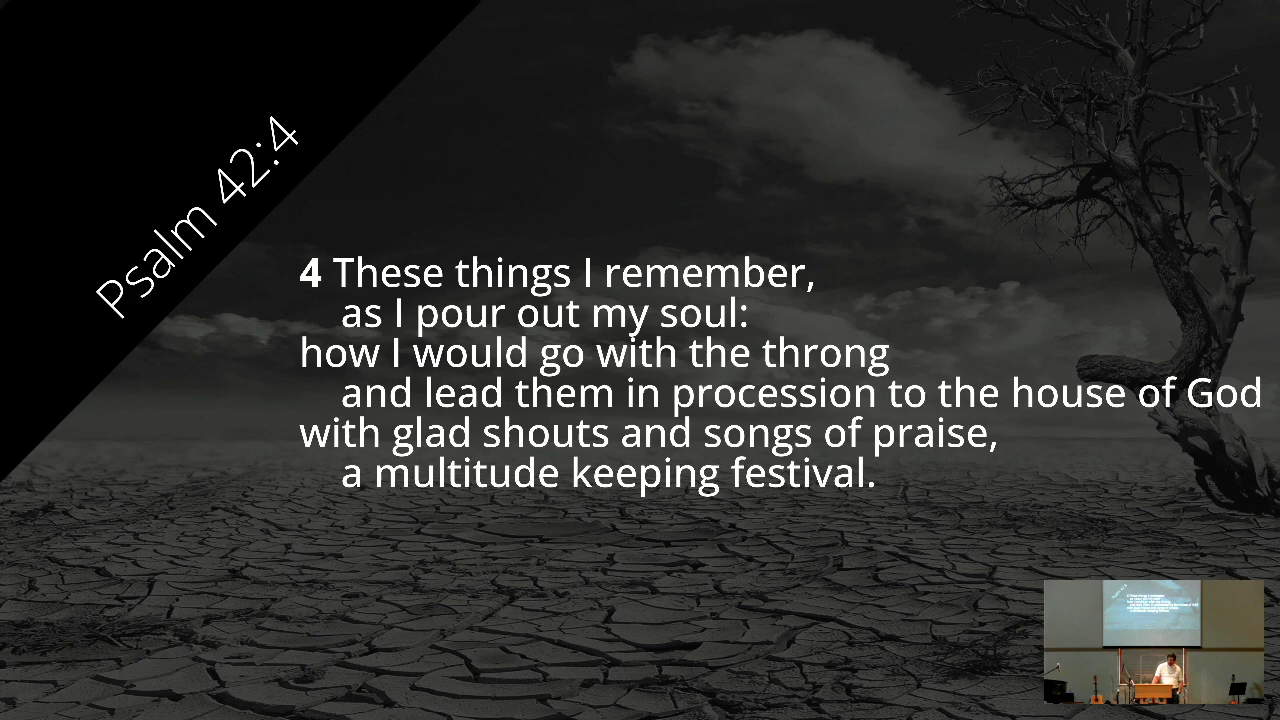 Psalm 42:4
4 These things I remember,
as I pour out my soul:
how I would go with the throng
and lead them in procession to the house of God
with glad shouts and songs of praise,
a multitude keeping festival.